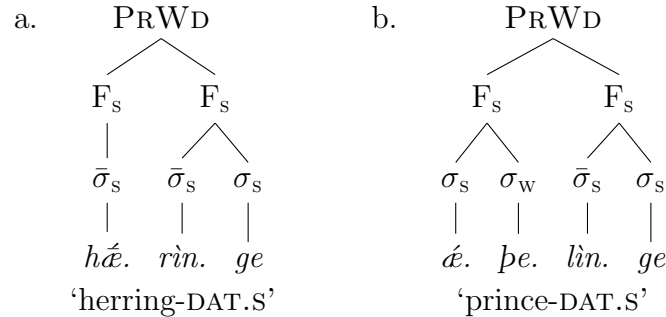 a. PRWD b. PRWD
F_S F_S F_S F_S
σ̄_S σ̄_S σ_S σ_S σ_W σ̄_S σ_S
hǣ́. rìn. ge ǽ. þe. lìn. ge
‘herring-DAT.S’ ‘prince-DAT.S’